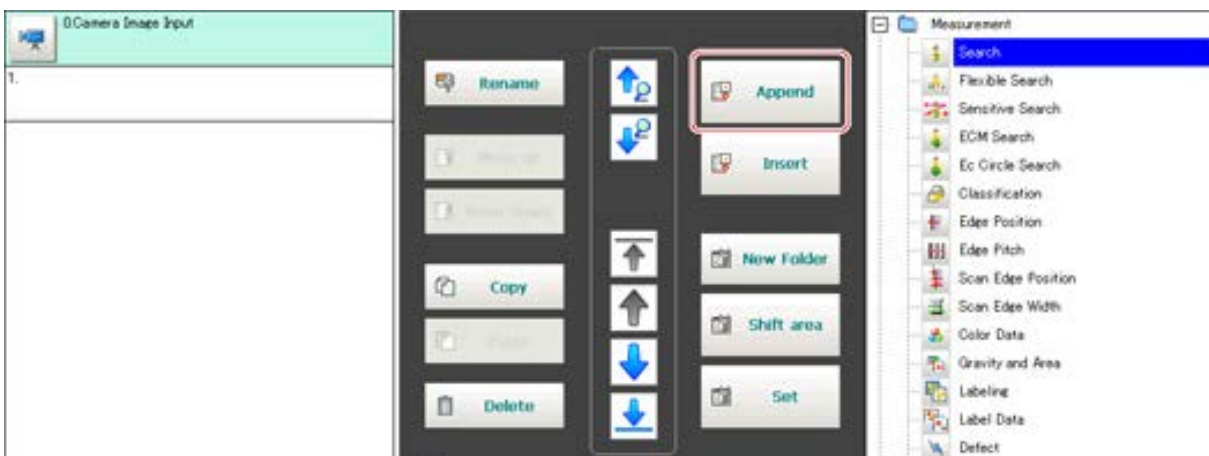 0.Camera Image Input
1.
Rename
Copy
Delete
Append
Insert
New Folder
Shift area
Set
Measurement
Search
Flexible Search
Sensitive Search
ECM Search
Ec Circle Search
Classification
Edge Position
Edge Pitch
Scan Edge Position
Scan Edge Width
Color Data
Gravity and Area
Labeling
Label Data
Defect